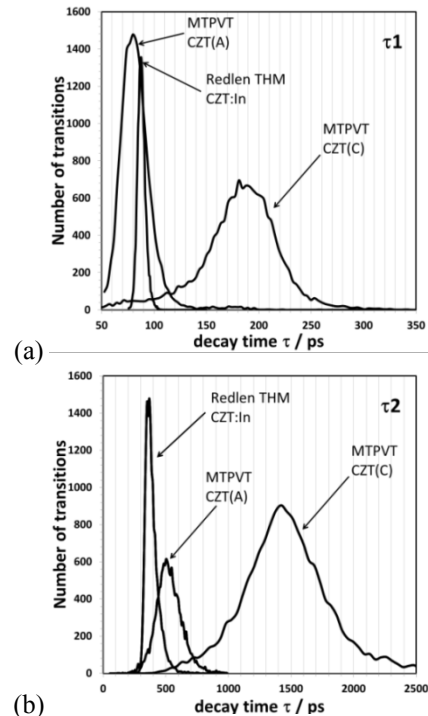 1600
1400
1200
1000
800
600
400
200
0
Number of transitions
MTPVT
CZT(A)
τ1
Redlen THM
CZT:In
MTPVT
CZT(C)
50 100 150 200 250 300 350
(a)
decay time τ / ps
1600
1400
1200
1000
800
600
400
200
0
Number of transitions
τ2
Redlen THM
CZT:In
MTPVT
CZT(A)
MTPVT
CZT(C)
0 500 1000 1500 2000 2500
(b)
decay time τ / ps